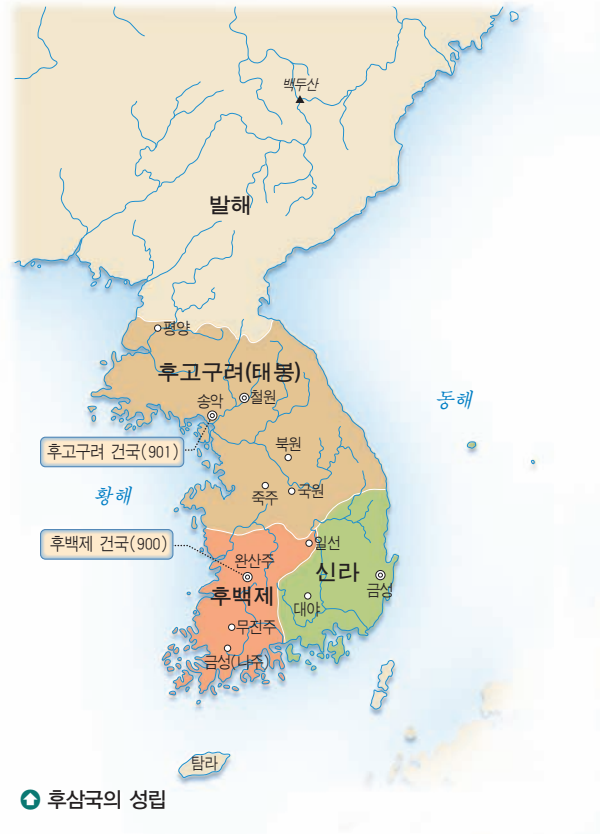 백두산
발해
평양
후고구려(태봉)
송악
철원
동해
후고구려 건국(901)
북원
황해
죽주
국원
후백제 건국(900)
일선
완산주
신라
후백제
금성
대야
무진주
금성(나주)
탐라
후삼국의 성립